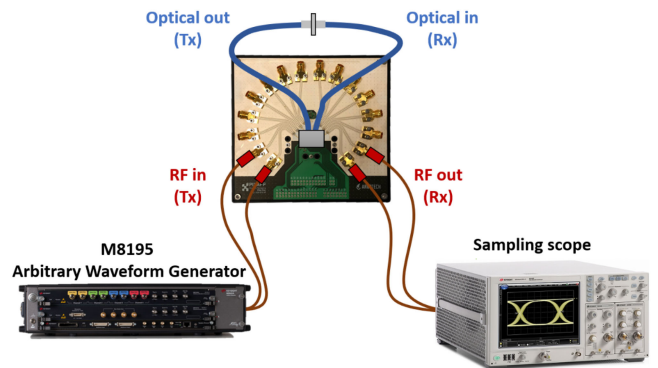 Optical out
(Tx)
Optical in
(Rx)
RF in
(Tx)
RF out
(Rx)
M8195
Arbitrary Waveform Generator
Sampling scope